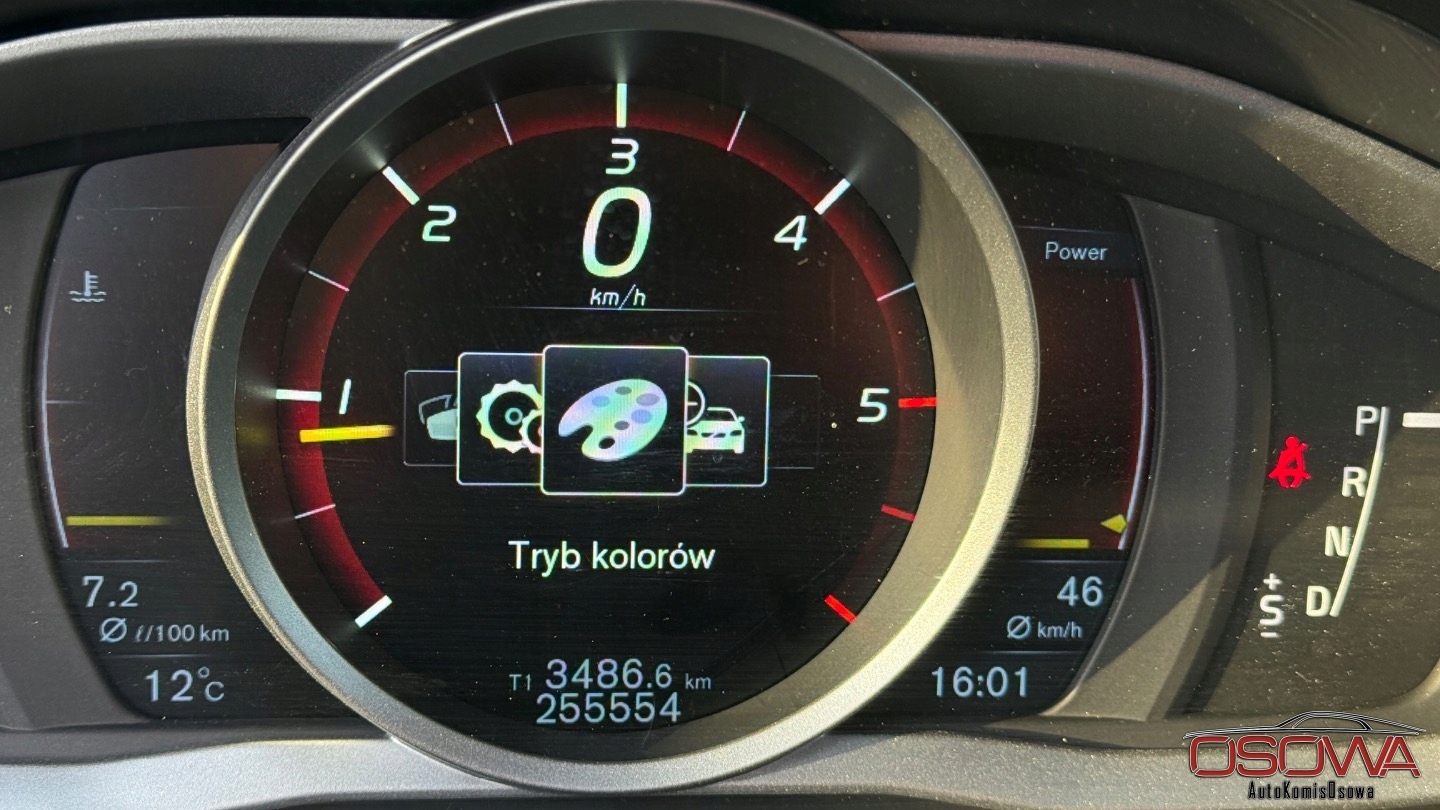 3
2
4
0
km/h
Power
1
5
P
R
N
D
+
S
−
Tryb kolorów
7.2
Ø ℓ/100 km
12°C
46
Ø km/h
16:01
T1 3486.6 km
255554
OSOWA
AutoKomisOsowa